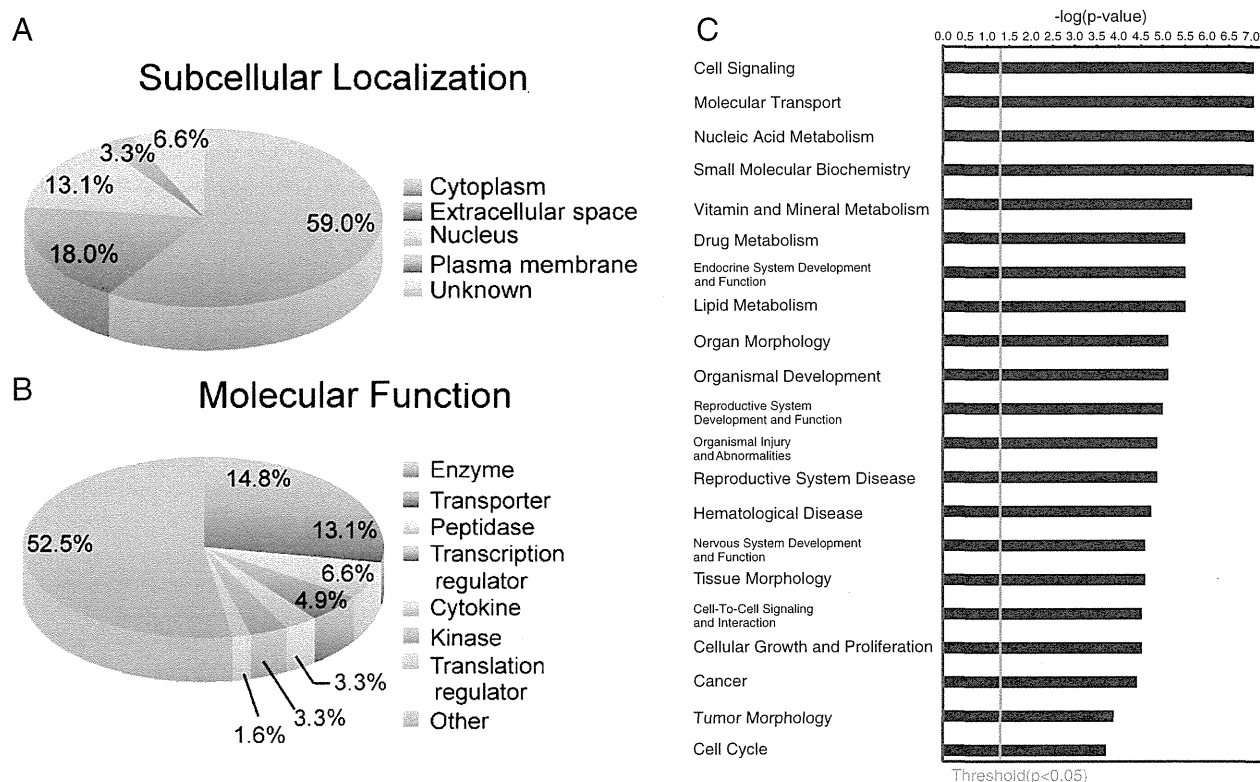 A
Subcellular Localization
6.6%
3.3%
13.1%
59.0%
18.0%
Cytoplasm
Extracellular space
Nucleus
Plasma membrane
Unknown
B
Molecular Function
14.8%
13.1%
52.5%
6.6%
4.9%
3.3%
3.3%
1.6%
Enzyme
Transporter
Peptidase
Transcription
regulator
Cytokine
Kinase
Translation
regulator
Other
C
-log(p-value)
0.0 0.5 1.0 1.5 2.0 2.5 3.0 3.5 4.0 4.5 5.0 5.5 6.0 6.5 7.0
Cell Signaling
Molecular Transport
Nucleic Acid Metabolism
Small Molecular Biochemistry
Vitamin and Mineral Metabolism
Drug Metabolism
Endocrine System Development
and Function
Lipid Metabolism
Organ Morphology
Organismal Development
Reproductive System
Development and Function
Organismal Injury
andAbnormalities
Reproductive System Disease
Hematological Disease
Nervous System Development
and Function
Tissue Morphology
Cell-To-Cell Signaling
and Interaction
Cellular Growth and Proliferation
Cancer
Tumor Morphology
Cell Cycle
Threshold(p<0.05)